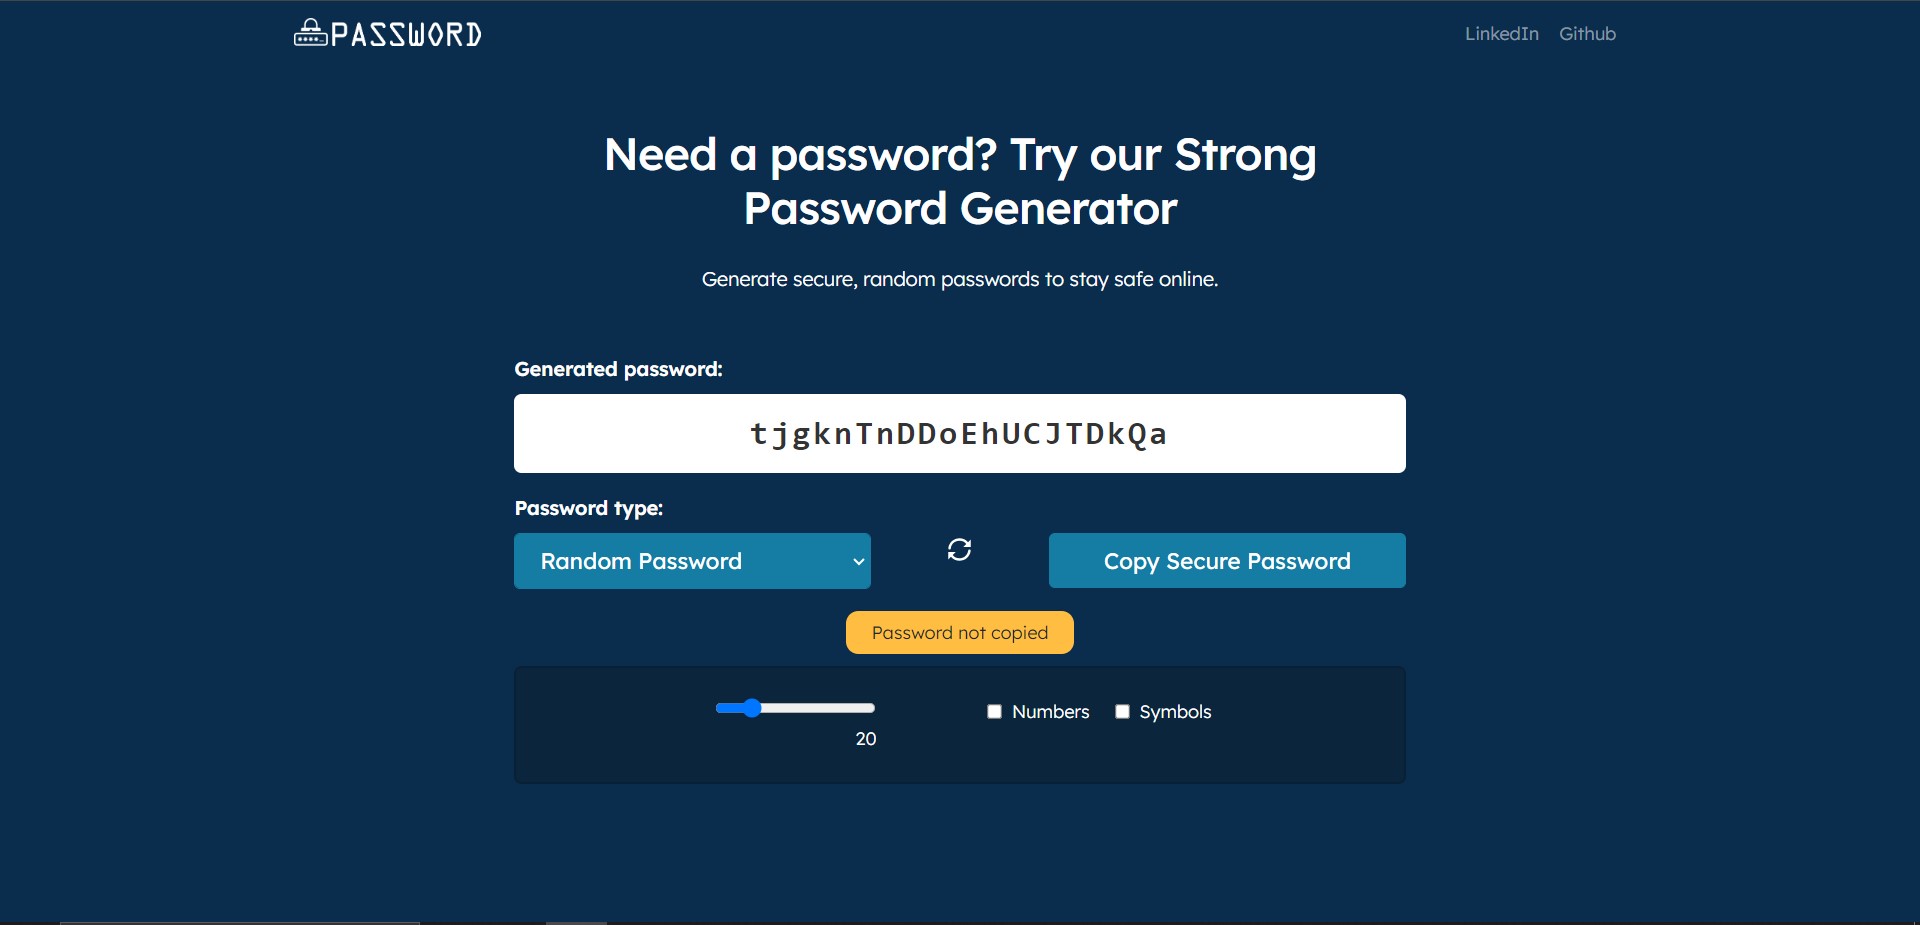 PASSWORD
LinkedIn Github
Need a password? Try our Strong
Password Generator
Generate secure, random passwords to stay safe online.
Generated password:
tjgknTnDDoEhUCJTDkQa
Password type:
Random Password
Copy Secure Password
Password not copied
Numbers Symbols
20